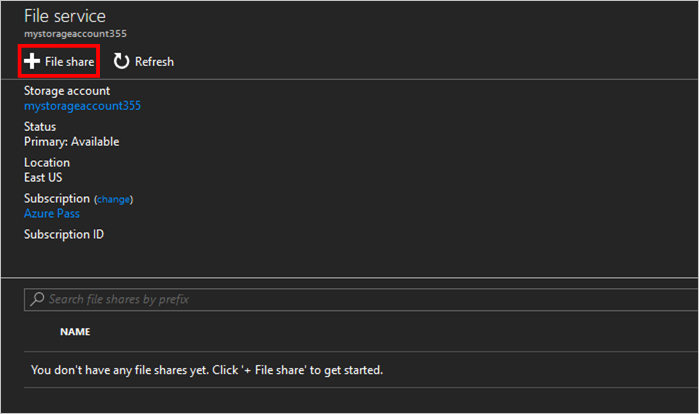 File service
mystorageaccount355
File share Refresh
Storage account
mystorageaccount355
Status
Primary: Available
Location
East US
Subscription (change)
Azure Pass
Subscription ID
Search file shares by prefix
NAME
You don't have any file shares yet. Click '+ File share' to get started.